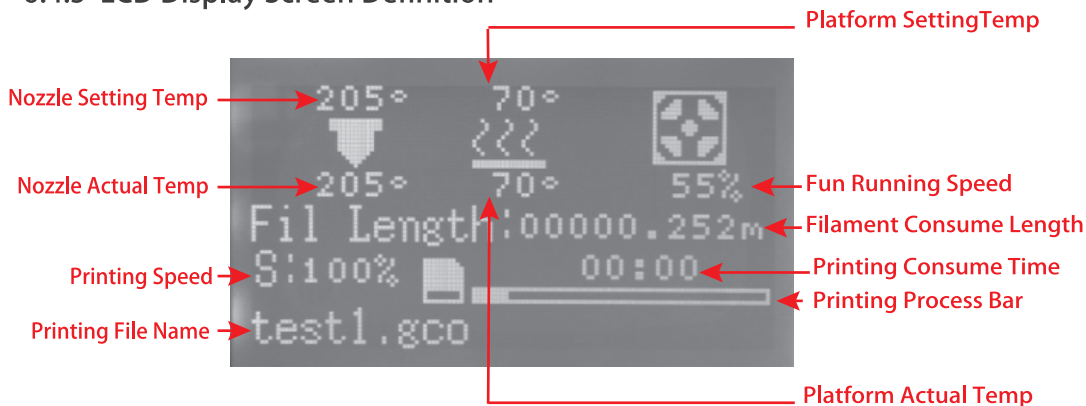 6.4.3 LCD Display Screen Definition
Platform SettingTemp
Nozzle Setting Temp
205° 70°
Nozzle Actual Temp
205° 70° 55%
Fun Running Speed
Fil Length:00000.252m
Filament Consume Length
Printing Speed
S:100% 00:00
Printing Consume Time
Printing Process Bar
Printing File Name
test1.gco
Platform Actual Temp